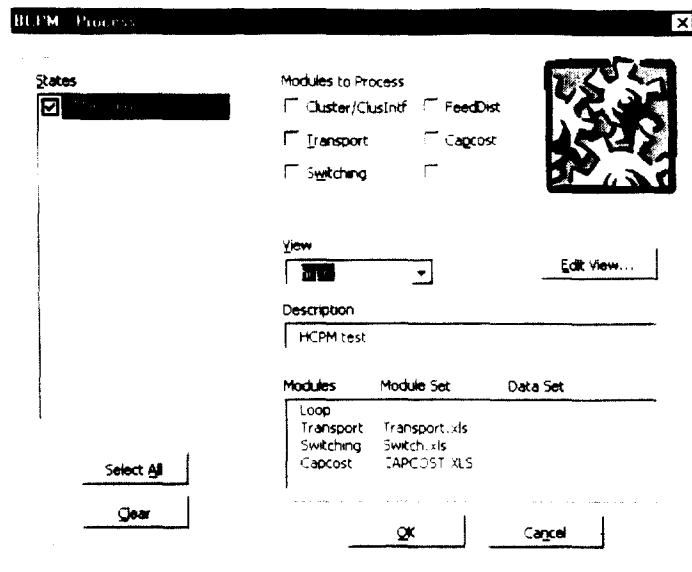 BCPM Process
States
Modules to Process
Cluster/ClusIntf FeedDist
Transport Capcost
Switching
View
Edit View...
Description
HCPM test
Modules Module Set Data Set
Loop
Transport Transport.xls
Switching Switch.xls
Capcost CAPCOST.XLS
Select All
Clear
OK Cancel